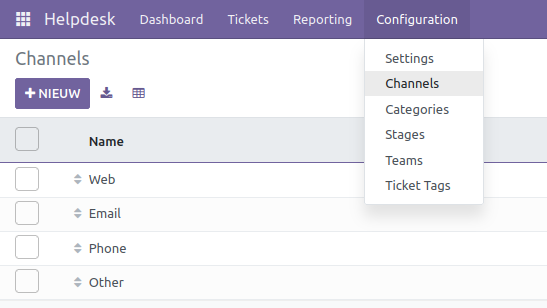 Helpdesk Dashboard Tickets Reporting Configuration
Channels
NIEUW
Settings
Channels
Categories
Stages
Teams
Ticket Tags
Name
Web
Email
Phone
Other